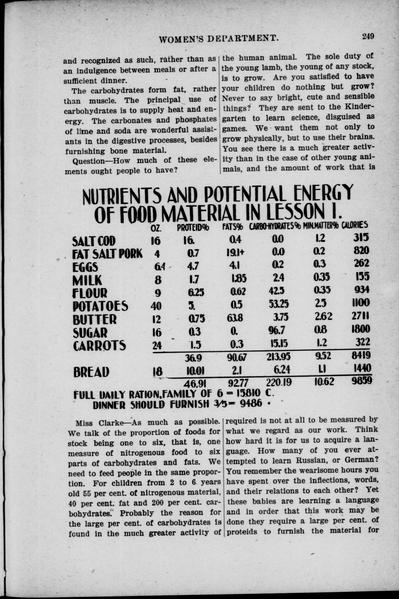 WOMEN'S DEPARTMENT. 249
and recognized as such, rather than as
an indulgence between meals or after a
sufficient dinner.
The carbohydrates form fat, rather
than muscle. The principal use of
carbohydrates is to supply heat and en-
ergy. The carbonates and phosphates
of lime and soda are wonderful assist-
ants in the digestive processes, besides
furnishing bone material.
Question—How much of these ele-
ments ought people to have?
the human animal. The sole duty of
the young lamb, the young of any stock,
is to grow. Are you satisfied to have
your children do nothing but grow?
Never to say bright, cute and sensible
things? They are sent to the Kinder-
garten to learn science, disguised as
games. We want them not only to
grow physically, but to use their brains.
You see there is a much greater activ-
ity than in the case of other young ani-
mals, and the amount of work that is
NUTRIENTS AND POTENTIAL ENERGY
OF FOOD MATERIAL IN LESSON I.
OZ. PROTEID% FATS% CARBOHYDRATES% MIN.MATTER% CALORIES
SALT COD 16 16. 0.4 0.0 1.2 315
FAT SALT PORK 4 0.7 19.1+ 0.0 0.2 820
EGGS 6.4 4.7 4.1 0.2 0.3 262
MILK 8 1.7 1.85 2.4 0.35 155
FLOUR 9 6.25 0.62 42.5 0.35 934
POTATOES 40 5. 0.5 53.25 2.5 1100
BUTTER 12 0.75 63.8 3.75 2.62 2711
SUGAR 16 0.3 0. 96.7 0.8 1800
CARROTS 24 1.5 0.3 15.15 1.2 322
36.9 90.67 213.95 9.52 8419
BREAD 18 10.01 2.1 6.24 1.1 1440
46.91 92.77 220.19 10.62 9859
FULL DAILY RATION, FAMILY OF 6 = 15810 C.
DINNER SHOULD FURNISH 3/5 = 9486 •
Miss Clarke—As much as possible.
We talk of the proportion of foods for
stock being one to six, that is, one
measure of nitrogenous food to six
parts of carbohydrates and fats. We
need to feed people in the same propor-
tion. For children from 2 to 6 years
old 55 per cent. of nitrogenous material,
40 per cent. fat and 200 per cent. car-
bohydrates. Probably the reason for
the large per cent. of carbohydrates is
found in the much greater activity of
required is not at all to be measured by
what we regard as our work. Think
how hard it is for us to acquire a lan-
guage. How many of you ever at-
tempted to learn Russian, or German?
You remember the wearisome hours you
have spent over the inflections, words,
and their relations to each other? Yet
these babies are learning a language
and in order that this work may be
done they require a large per cent. of
proteids to furnish the material for